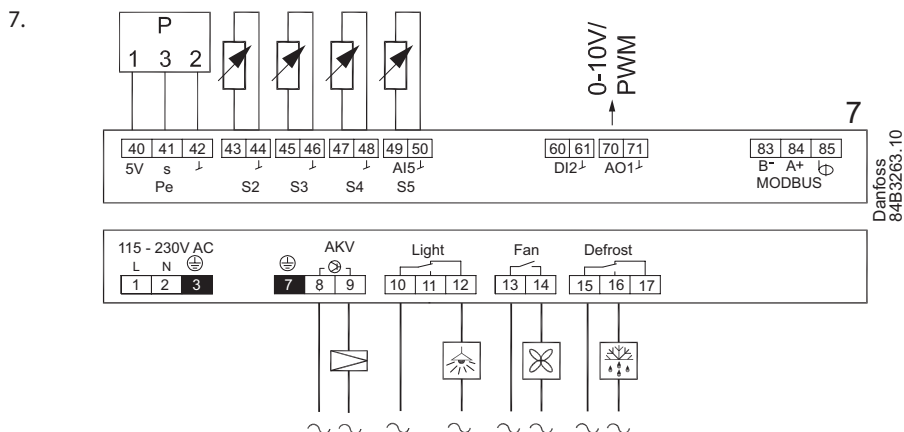 7.
P
1 3 2
0-10V/
PWM
7
40 41 42 43 44 45 46 47 48 49 50 60 61 70 71 83 84 85
5V s AI5 DI2 AO1 B- A+
Pe S2 S3 S4 S5 MODBUS
Danfoss
84B3263.10
115 - 230V AC AKV Light Fan Defrost
L N
1 2 3 7 8 9 10 11 12 13 14 15 16 17